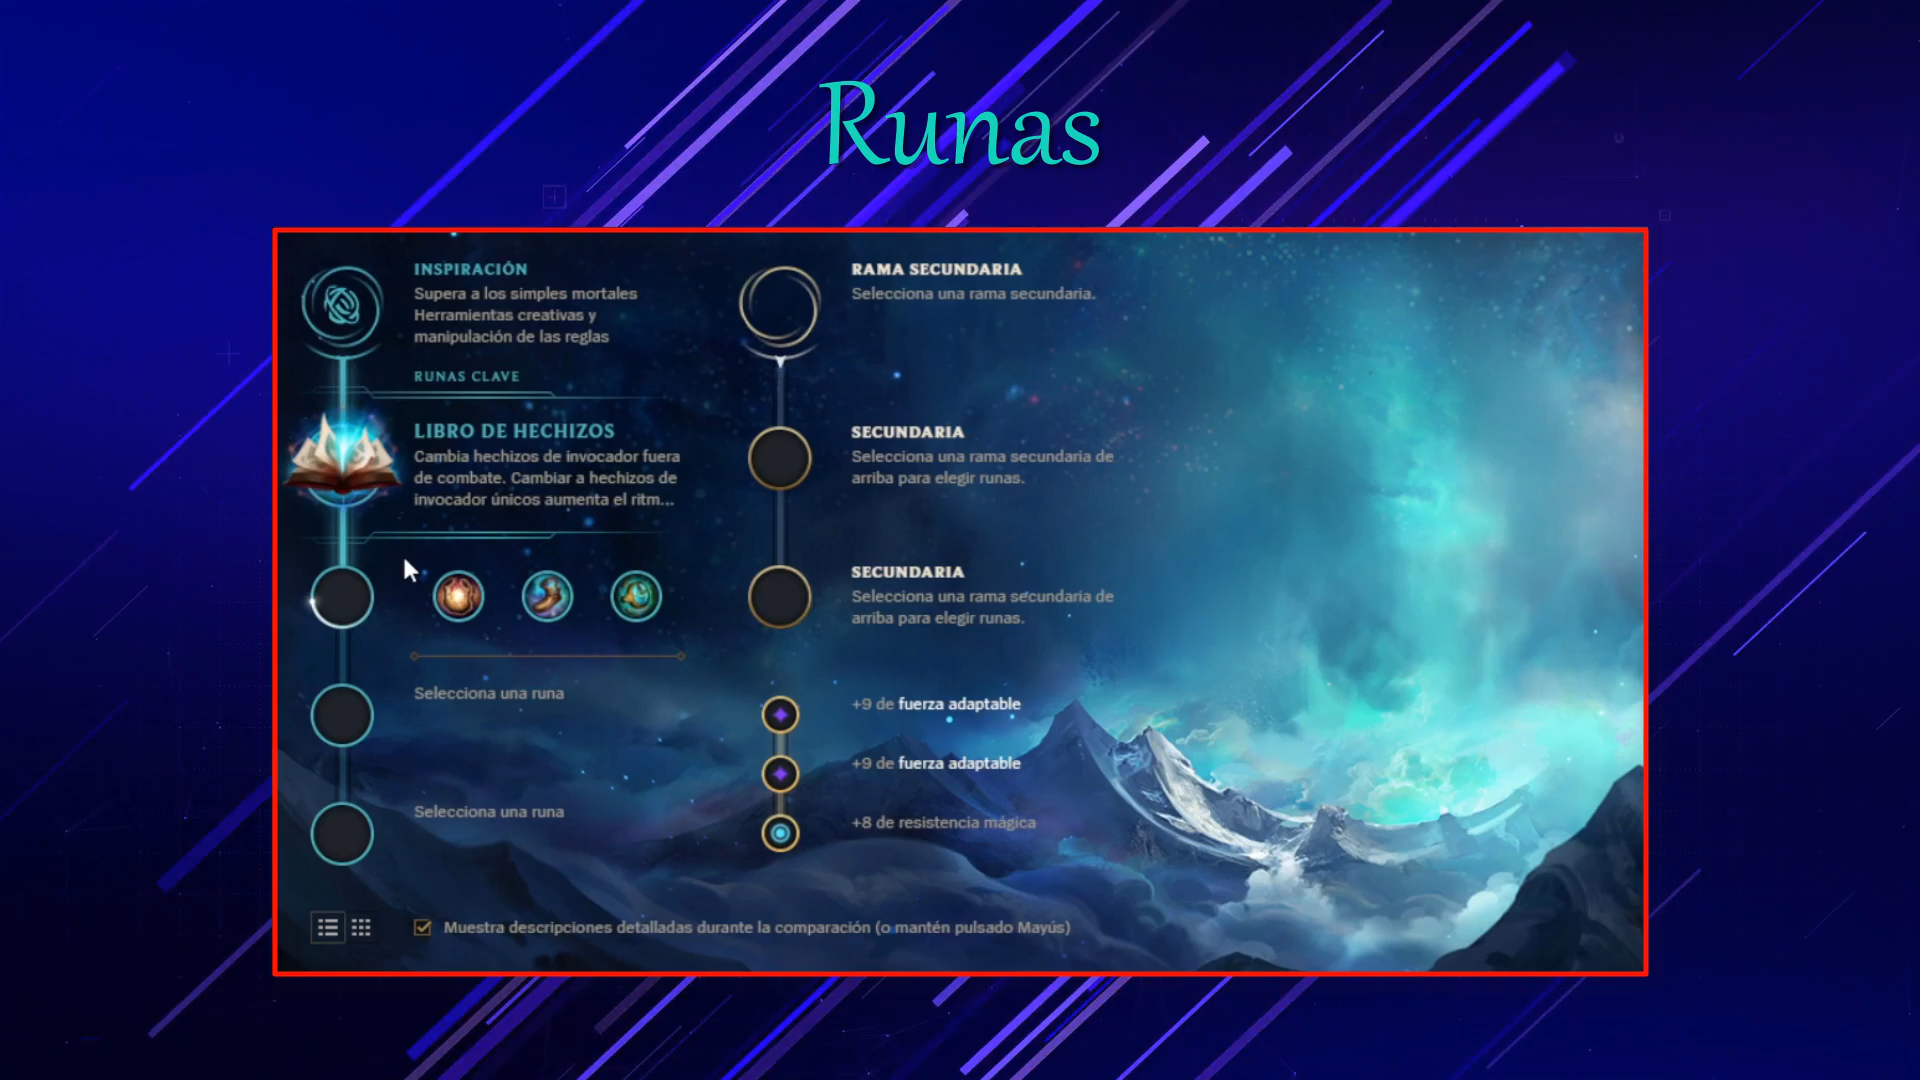 Runas
INSPIRACIÓN
Supera a los simples mortales
Herramientas creativas y
manipulación de las reglas
RUNAS CLAVE
LIBRO DE HECHIZOS
Cambia hechizos de invocador fuera
de combate. Cambiar a hechizos de
invocador únicos aumenta el ritm...
Selecciona una runa
Selecciona una runa
RAMA SECUNDARIA
Selecciona una rama secundaria.
SECUNDARIA
Selecciona una rama secundaria de
arriba para elegir runas.
SECUNDARIA
Selecciona una rama secundaria de
arriba para elegir runas.
+9 de fuerza adaptable
+9 de fuerza adaptable
+8 de resistencia mágica
Muestra descripciones detalladas durante la comparación (o mantén pulsado Mayús)